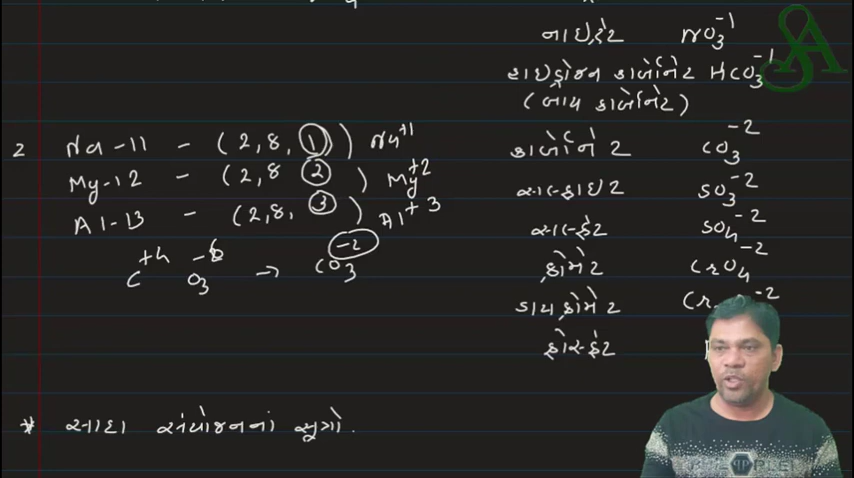 નાઇટ્રેટ NO3^-1
હાઇડ્રોજન કાર્બોનેટ HCO3^-1
(બાય કાર્બોનેટ)
2 Na-11 - (2,8,1) Na^+1
Mg-12 - (2,8 2) Mg^+2
Al-13 - (2,8,3) Al^+3
C^+4 O3^-6 → CO3^-2
કાર્બોનેટ CO3^-2
સલ્ફાઇટ SO3^-2
સલ્ફેટ SO4^-2
ક્રોમેટ CrO4^-2
ડાયક્રોમેટ Cr -2
ફોસ્ફેટ
* સાદા સંયોજનનાં સુત્રો.